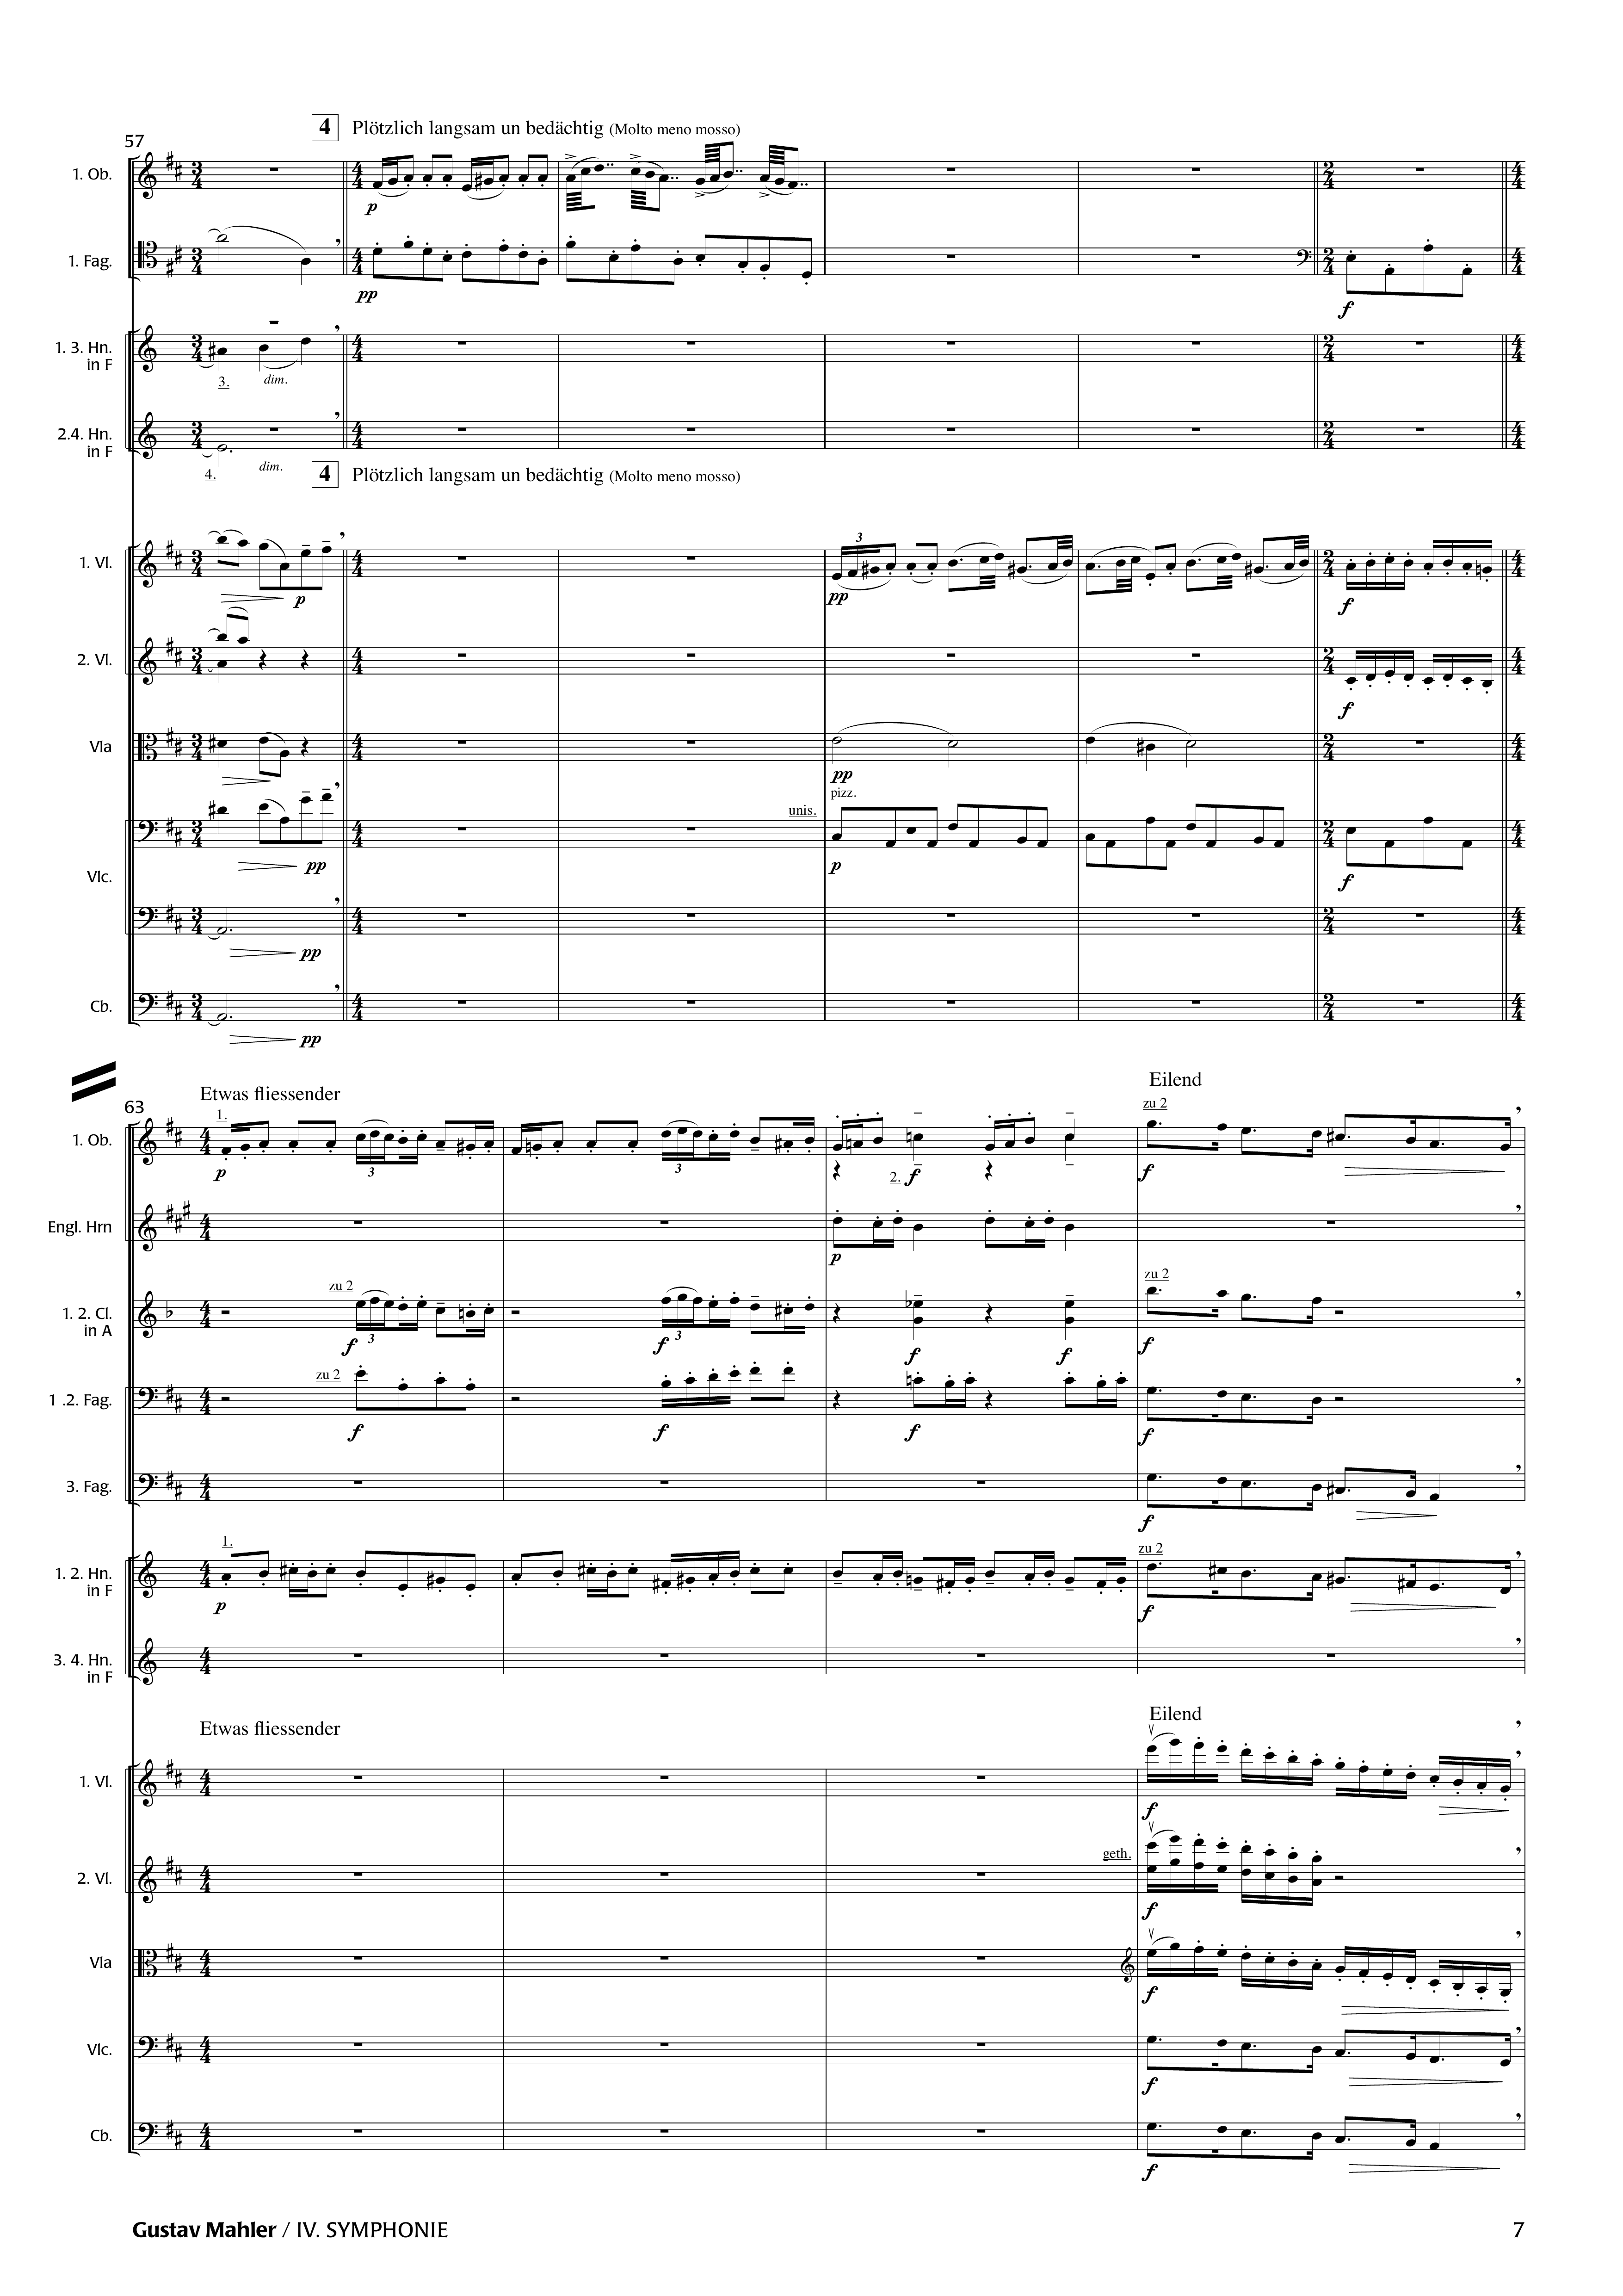 57
4 Plötzlich langsam un bedächtig (Molto meno mosso)
1. Ob.
p
1. Fag.
pp
f
1. 3. Hn.
in F
3.
dim.
2.4. Hn.
in F
4.
dim.
4 Plötzlich langsam un bedächtig (Molto meno mosso)
1. Vl.
p
3
pp
f
2. Vl.
f
Vla
pp
pizz.
unis.
pp
p
f
Vlc.
pp
Cb.
pp
63
Etwas fliessender
Eilend
1.
zu 2
1. Ob.
p
3
3
2.
f
f
Engl. Hrn
p
zu 2
zu 2
1. 2. Cl.
in A
f
3
f
3
f
f
f
zu 2
1 .2. Fag.
f
f
f
f
3. Fag.
f
1.
zu 2
1. 2. Hn.
in F
p
f
3. 4. Hn.
in F
Etwas fliessender
Eilend
1. Vl.
f
geth.
2. Vl.
f
Vla
f
Vlc.
f
Cb.
f
Gustav Mahler / IV. SYMPHONIE
7